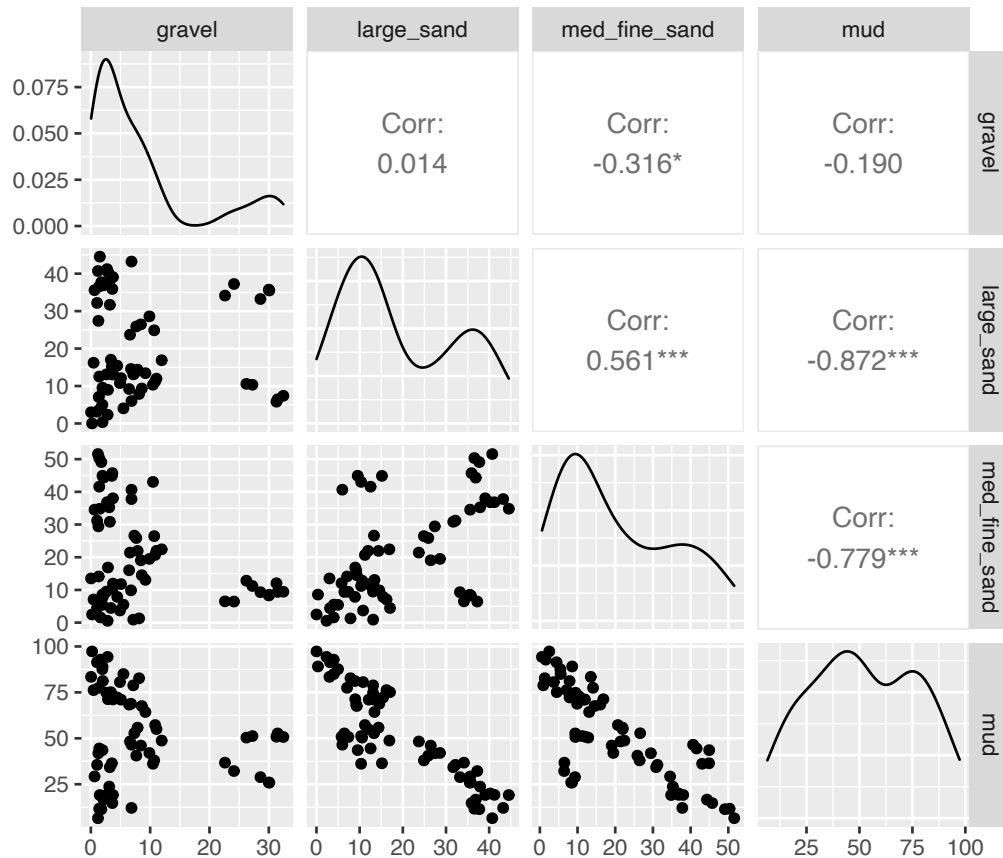 gravel large_sand med_fine_sand mud
0.075
0.050
0.025
0.000
Corr:
0.014
Corr:
-0.316*
Corr:
-0.190
gravel
40
30
20
10
0
Corr:
0.561***
Corr:
-0.872***
large_sand
50
40
30
20
10
0
Corr:
-0.779***
med_fine_sand
100
75
50
25
mud
0 10 20 30 0 10 20 30 40 0 10 20 30 40 50 25 50 75 100